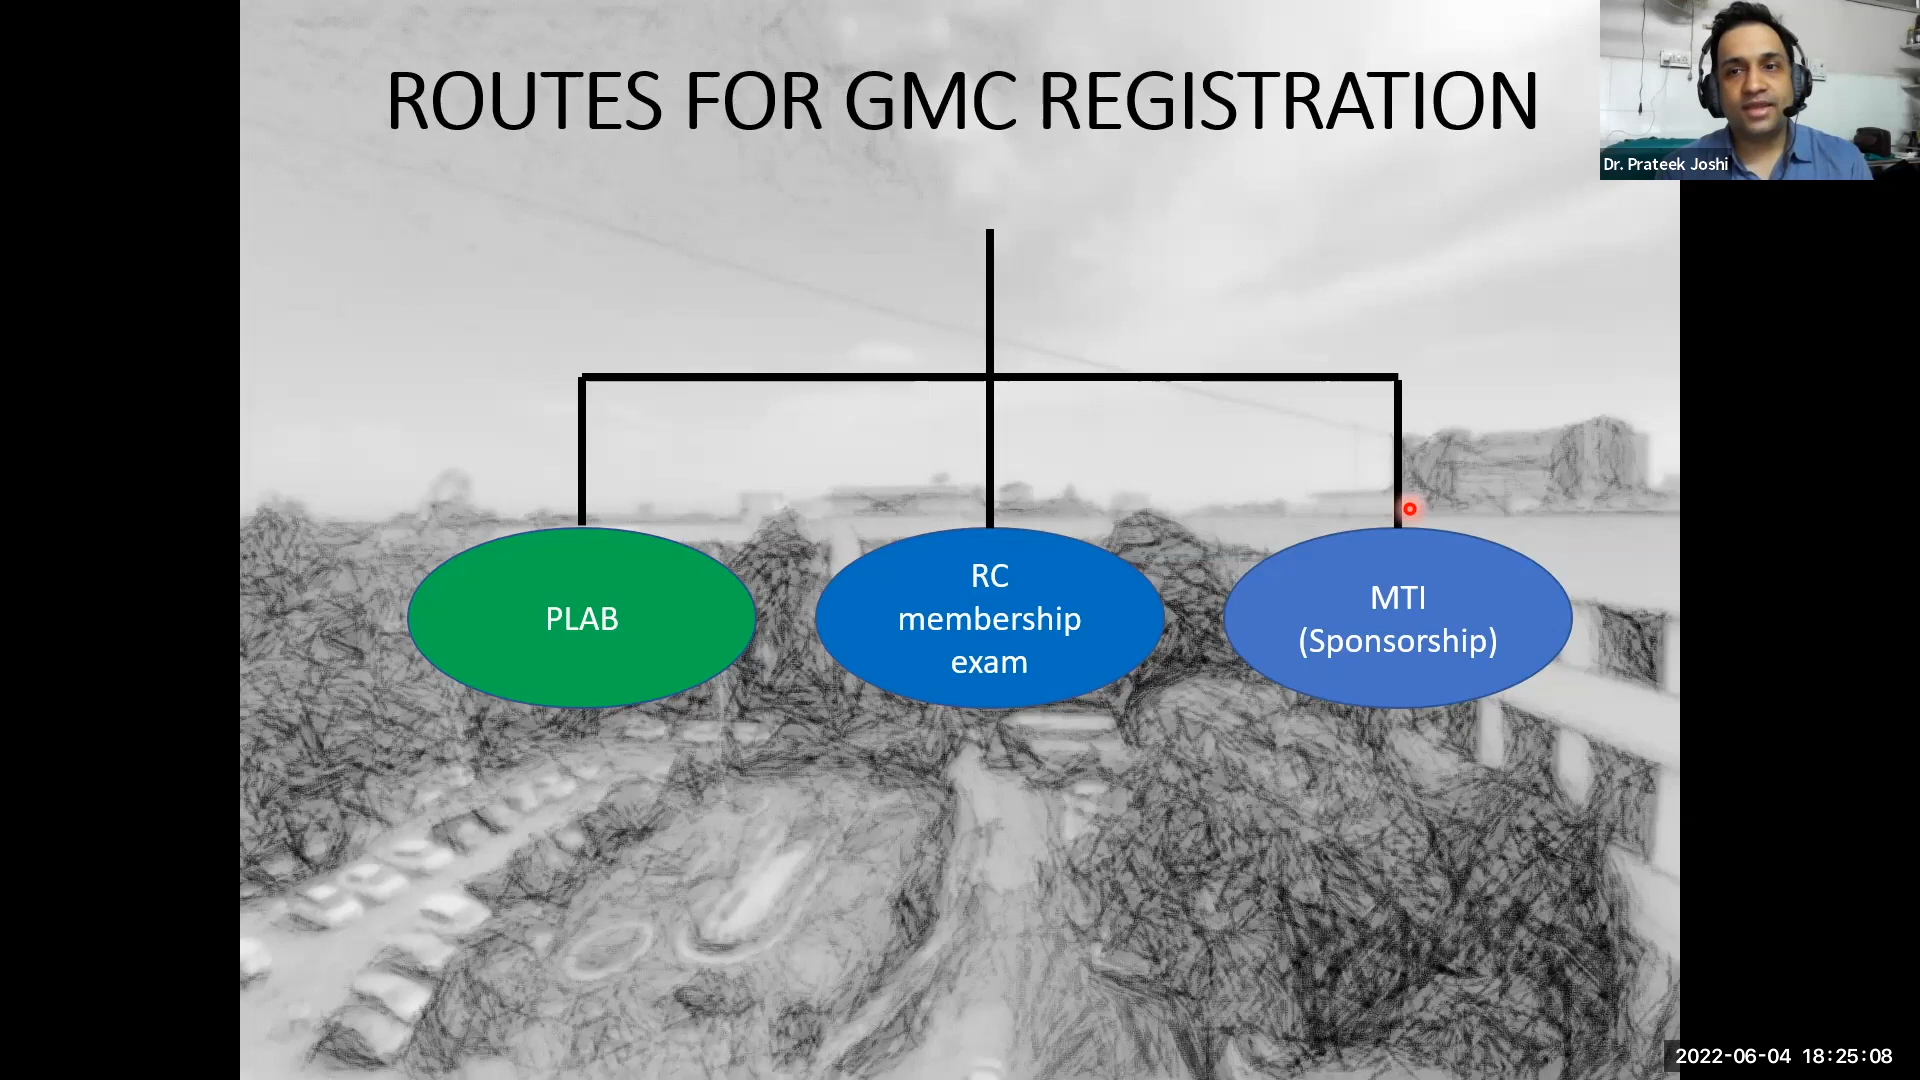 ROUTES FOR GMC REGISTRATION
Dr. Prateek Joshi
PLAB
RC
membership
exam
MTI
(Sponsorship)
2022-06-04 18:25:08